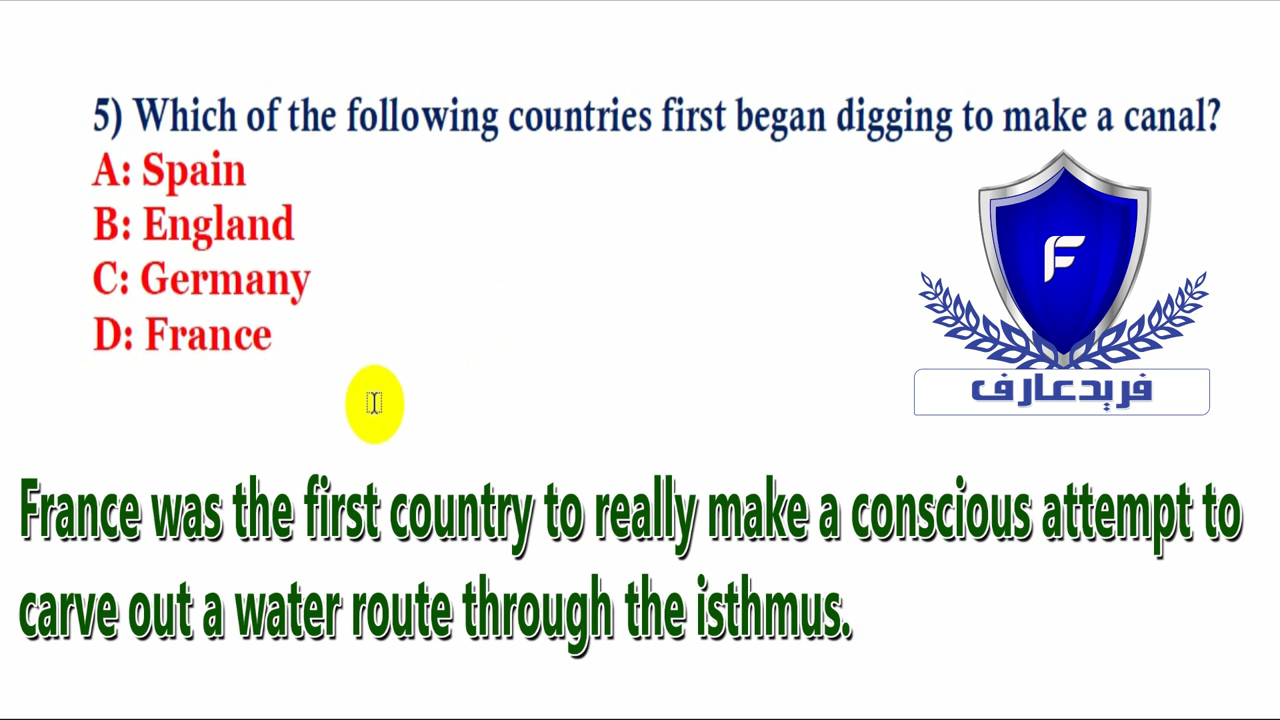 5) Which of the following countries first began digging to make a canal?
A: Spain
B: England
C: Germany
D: France
F
فریدعارف
France was the first country to really make a conscious attempt to
carve out a water route through the isthmus.